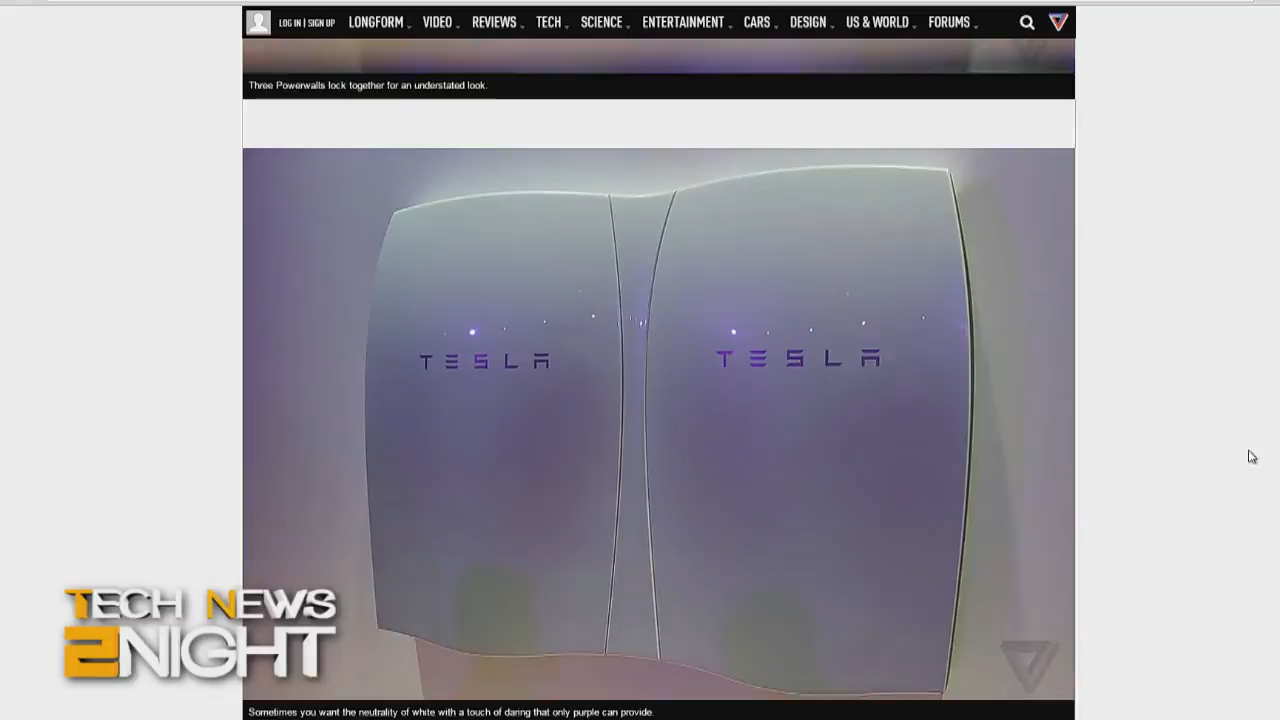 LOG IN | SIGN UP LONGFORM VIDEO REVIEWS TECH SCIENCE ENTERTAINMENT CARS DESIGN US & WORLD FORUMS
Three Powerwalls lock together for an understated look.
TESLA TESLA
TECH NEWS
2NIGHT
Sometimes you want the neutrality of white with a touch of daring that only purple can provide.